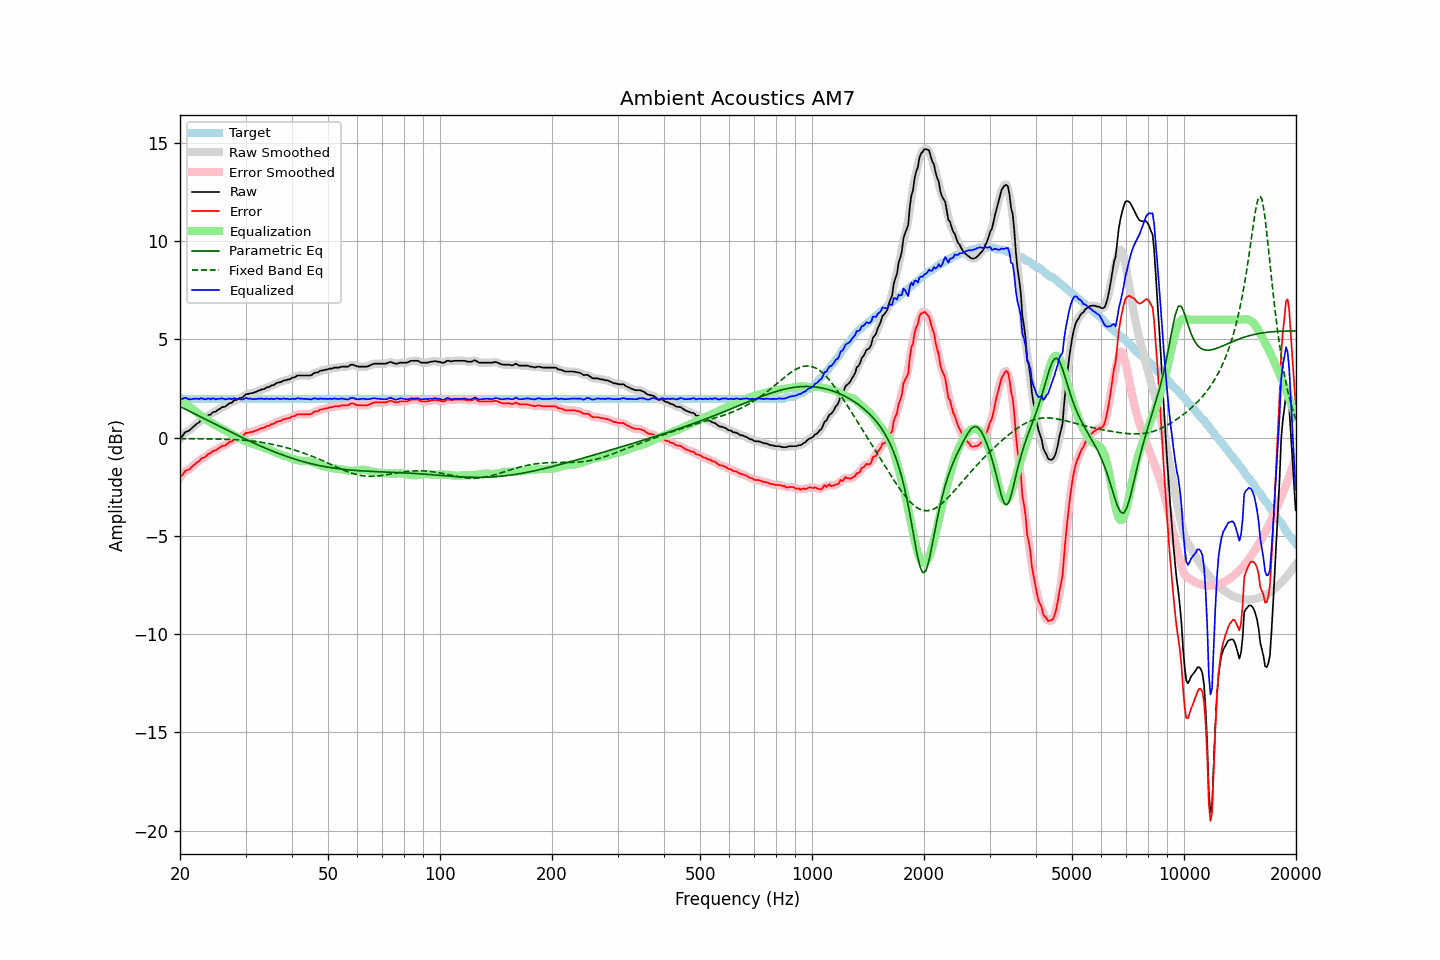 Ambient Acoustics AM7
Amplitude (dBr)
15
10
5
0
−5
−10
−15
−20
Target
Raw Smoothed
Error Smoothed
Raw
Error
Equalization
Parametric Eq
Fixed Band Eq
Equalized
20
50
100
200
500
1000
2000
5000
10000
20000
Frequency (Hz)